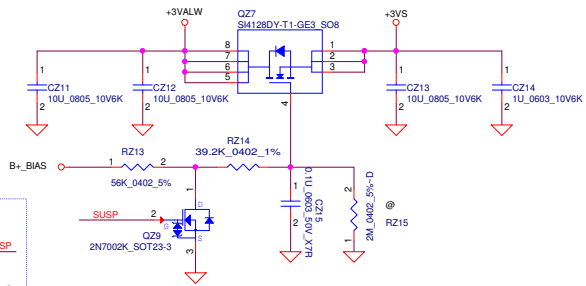 +3VALW
QZ7
SI4128DY-T1-GE3_SO8
+3VS
8
7
6
5
1
2
3
4
1
CZ11
10U_0805_10V6K
2
1
CZ12
10U_0805_10V6K
2
1
CZ13
10U_0805_10V6K
2
1
CZ14
1U_0603_10V6K
2
B+_BIAS
1
RZ13
2
56K_0402_5%
RZ14
39.2K_0402_1%
1
CZ15
0.1U_0603_50V_X7R
2
2
2M_0402_5%~D
1
@
RZ15
SUSP
2
1
D
G
S
QZ9
2N7002K_SOT23-3
3
SP